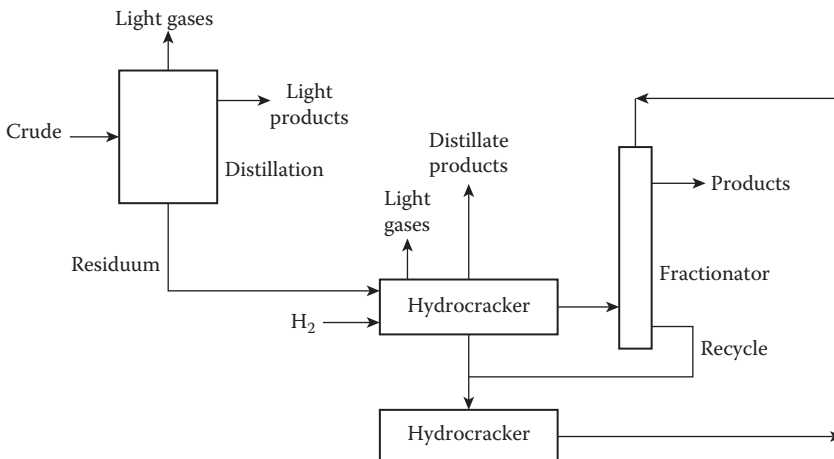 Light gases
Crude
Light
products
Distillation
Residuum
Distillate
products
Light
gases
Hydrocracker
H₂
Products
Fractionator
Recycle
Hydrocracker